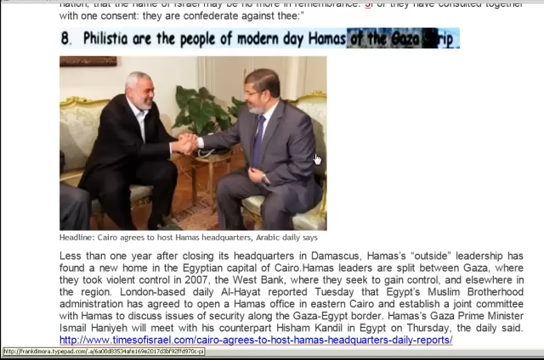 nation; that the name of Israel may be no more in remembrance. 5For they have consulted together
with one consent: they are confederate against thee:"
8. Philistia are the people of modern day Hamas of the Gaza Strip
Headline: Cairo agrees to host Hamas headquarters, Arabic daily says
Less than one year after closing its headquarters in Damascus, Hamas's "outside" leadership has
found a new home in the Egyptian capital of Cairo.Hamas leaders are split between Gaza, where
they took violent control in 2007, the West Bank, where they seek to gain control, and elsewhere in
the region. London-based daily Al-Hayat reported Tuesday that Egypt's Muslim Brotherhood
administration has agreed to open a Hamas office in eastern Cairo and establish a joint committee
with Hamas to discuss issues of security along the Gaza-Egypt border. Hamas's Gaza Prime Minister
Ismail Haniyeh will meet with his counterpart Hisham Kandil in Egypt on Thursday, the daily said.
http://www.timesofisrael.com/cairo-agrees-to-host-hamas-headquarters-daily-reports/